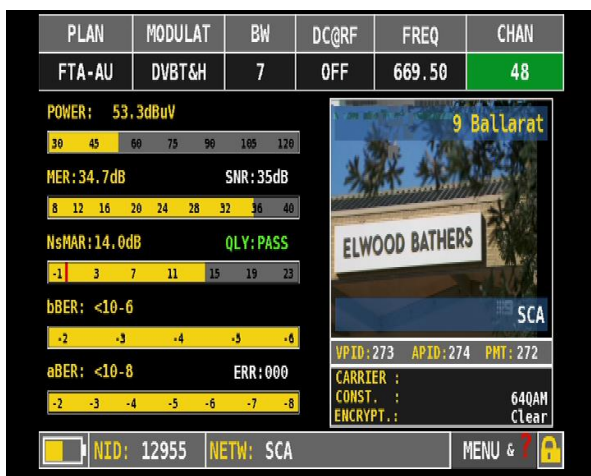 PLAN MODULAT BW DC@RF FREQ CHAN
FTA-AU DVBT&H 7 OFF 669.50 48
POWER: 53.3dBuV
30 45 60 75 90 105 120
MER:34.7dB SNR:35dB
8 12 16 20 24 28 32 36 40
NsMAR:14.0dB QLY:PASS
-1 3 7 11 15 19 23
bBER: <10-6
-2 -3 -4 -5 -6
aBER: <10-8 ERR:000
-2 -3 -4 -5 -6 -7 -8
9 Ballarat
ELWOOD BATHERS
SCA
VPID:273 APID:274 PMT:272
CARRIER :
CONST. : 64QAM
ENCRYPT.: Clear
NID: 12955 NETW: SCA MENU & ?